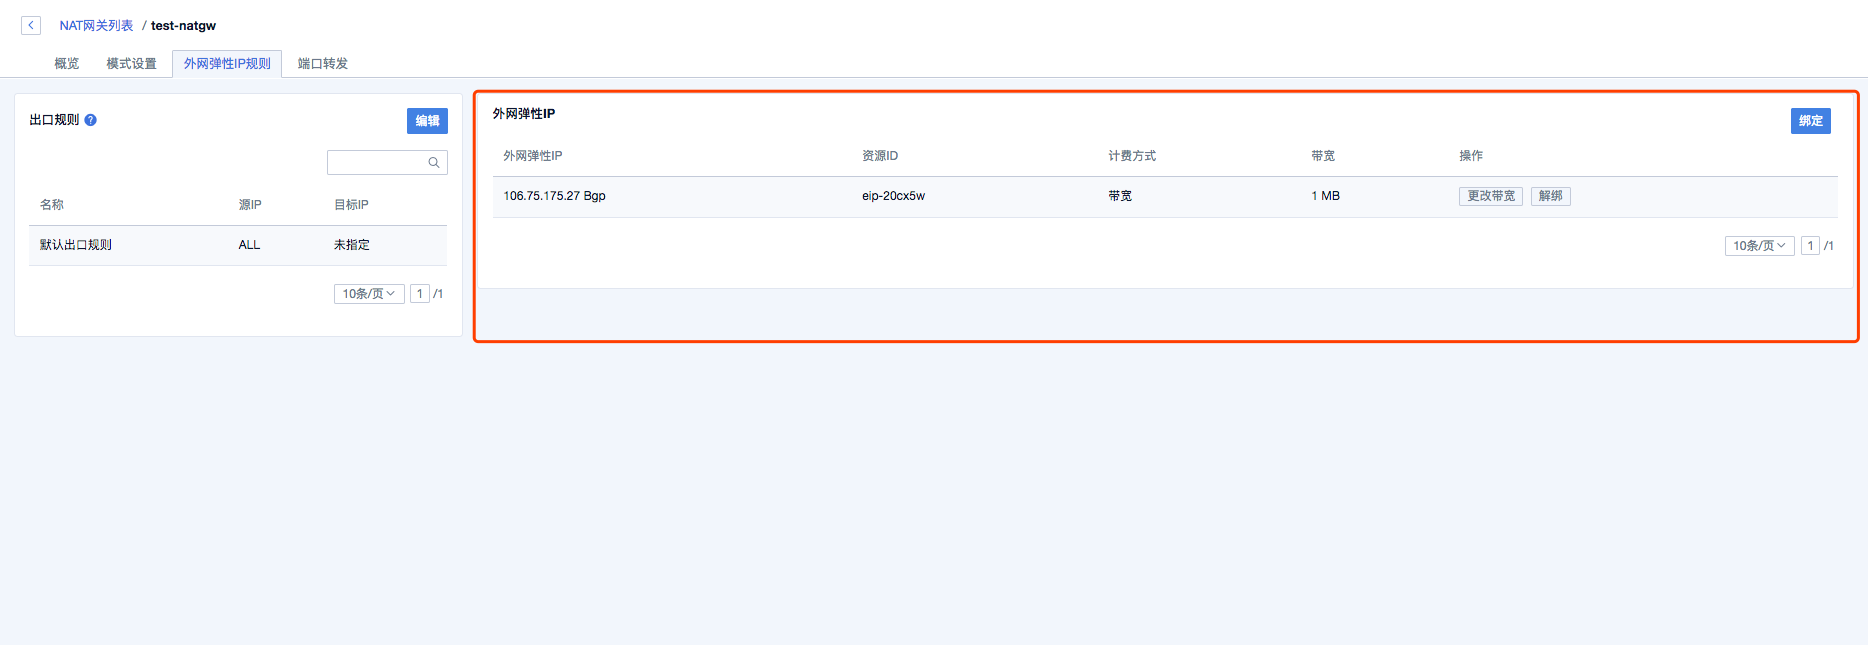 NAT网关列表 / test-natgw
概览 模式设置 外网弹性IP规则 端口转发
出口规则 ?
编辑
名称 源IP 目标IP
默认出口规则 ALL 未指定
10条/页 1 /1
外网弹性IP
绑定
外网弹性IP 资源ID 计费方式 带宽 操作
106.75.175.27 Bgp eip-20cx5w 带宽 1 MB 更改带宽 解绑
10条/页 1 /1